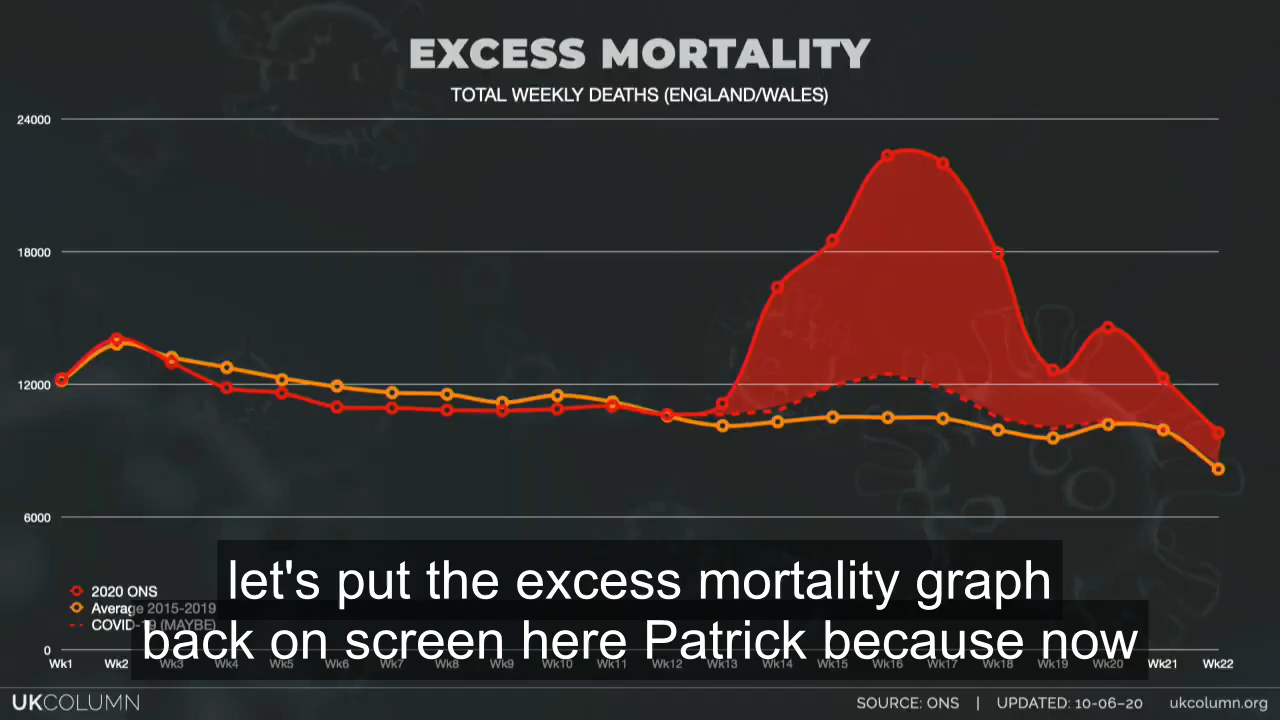 EXCESS MORTALITY
TOTAL WEEKLY DEATHS (ENGLAND/WALES)
24000
18000
12000
6000
0
2020 ONS
Average 2015-2019
COVID-19 (MAYBE)
let's put the excess mortality graph
back on screen here Patrick because now
Wk1 Wk2 Wk3 Wk4 Wk5 Wk6 Wk7 Wk8 Wk9 Wk10 Wk11 Wk12 Wk13 Wk14 Wk15 Wk16 Wk17 Wk18 Wk19 Wk20 Wk21 Wk22
UKCOLUMN
SOURCE: ONS | UPDATED: 10-06-20 ukcolumn.org